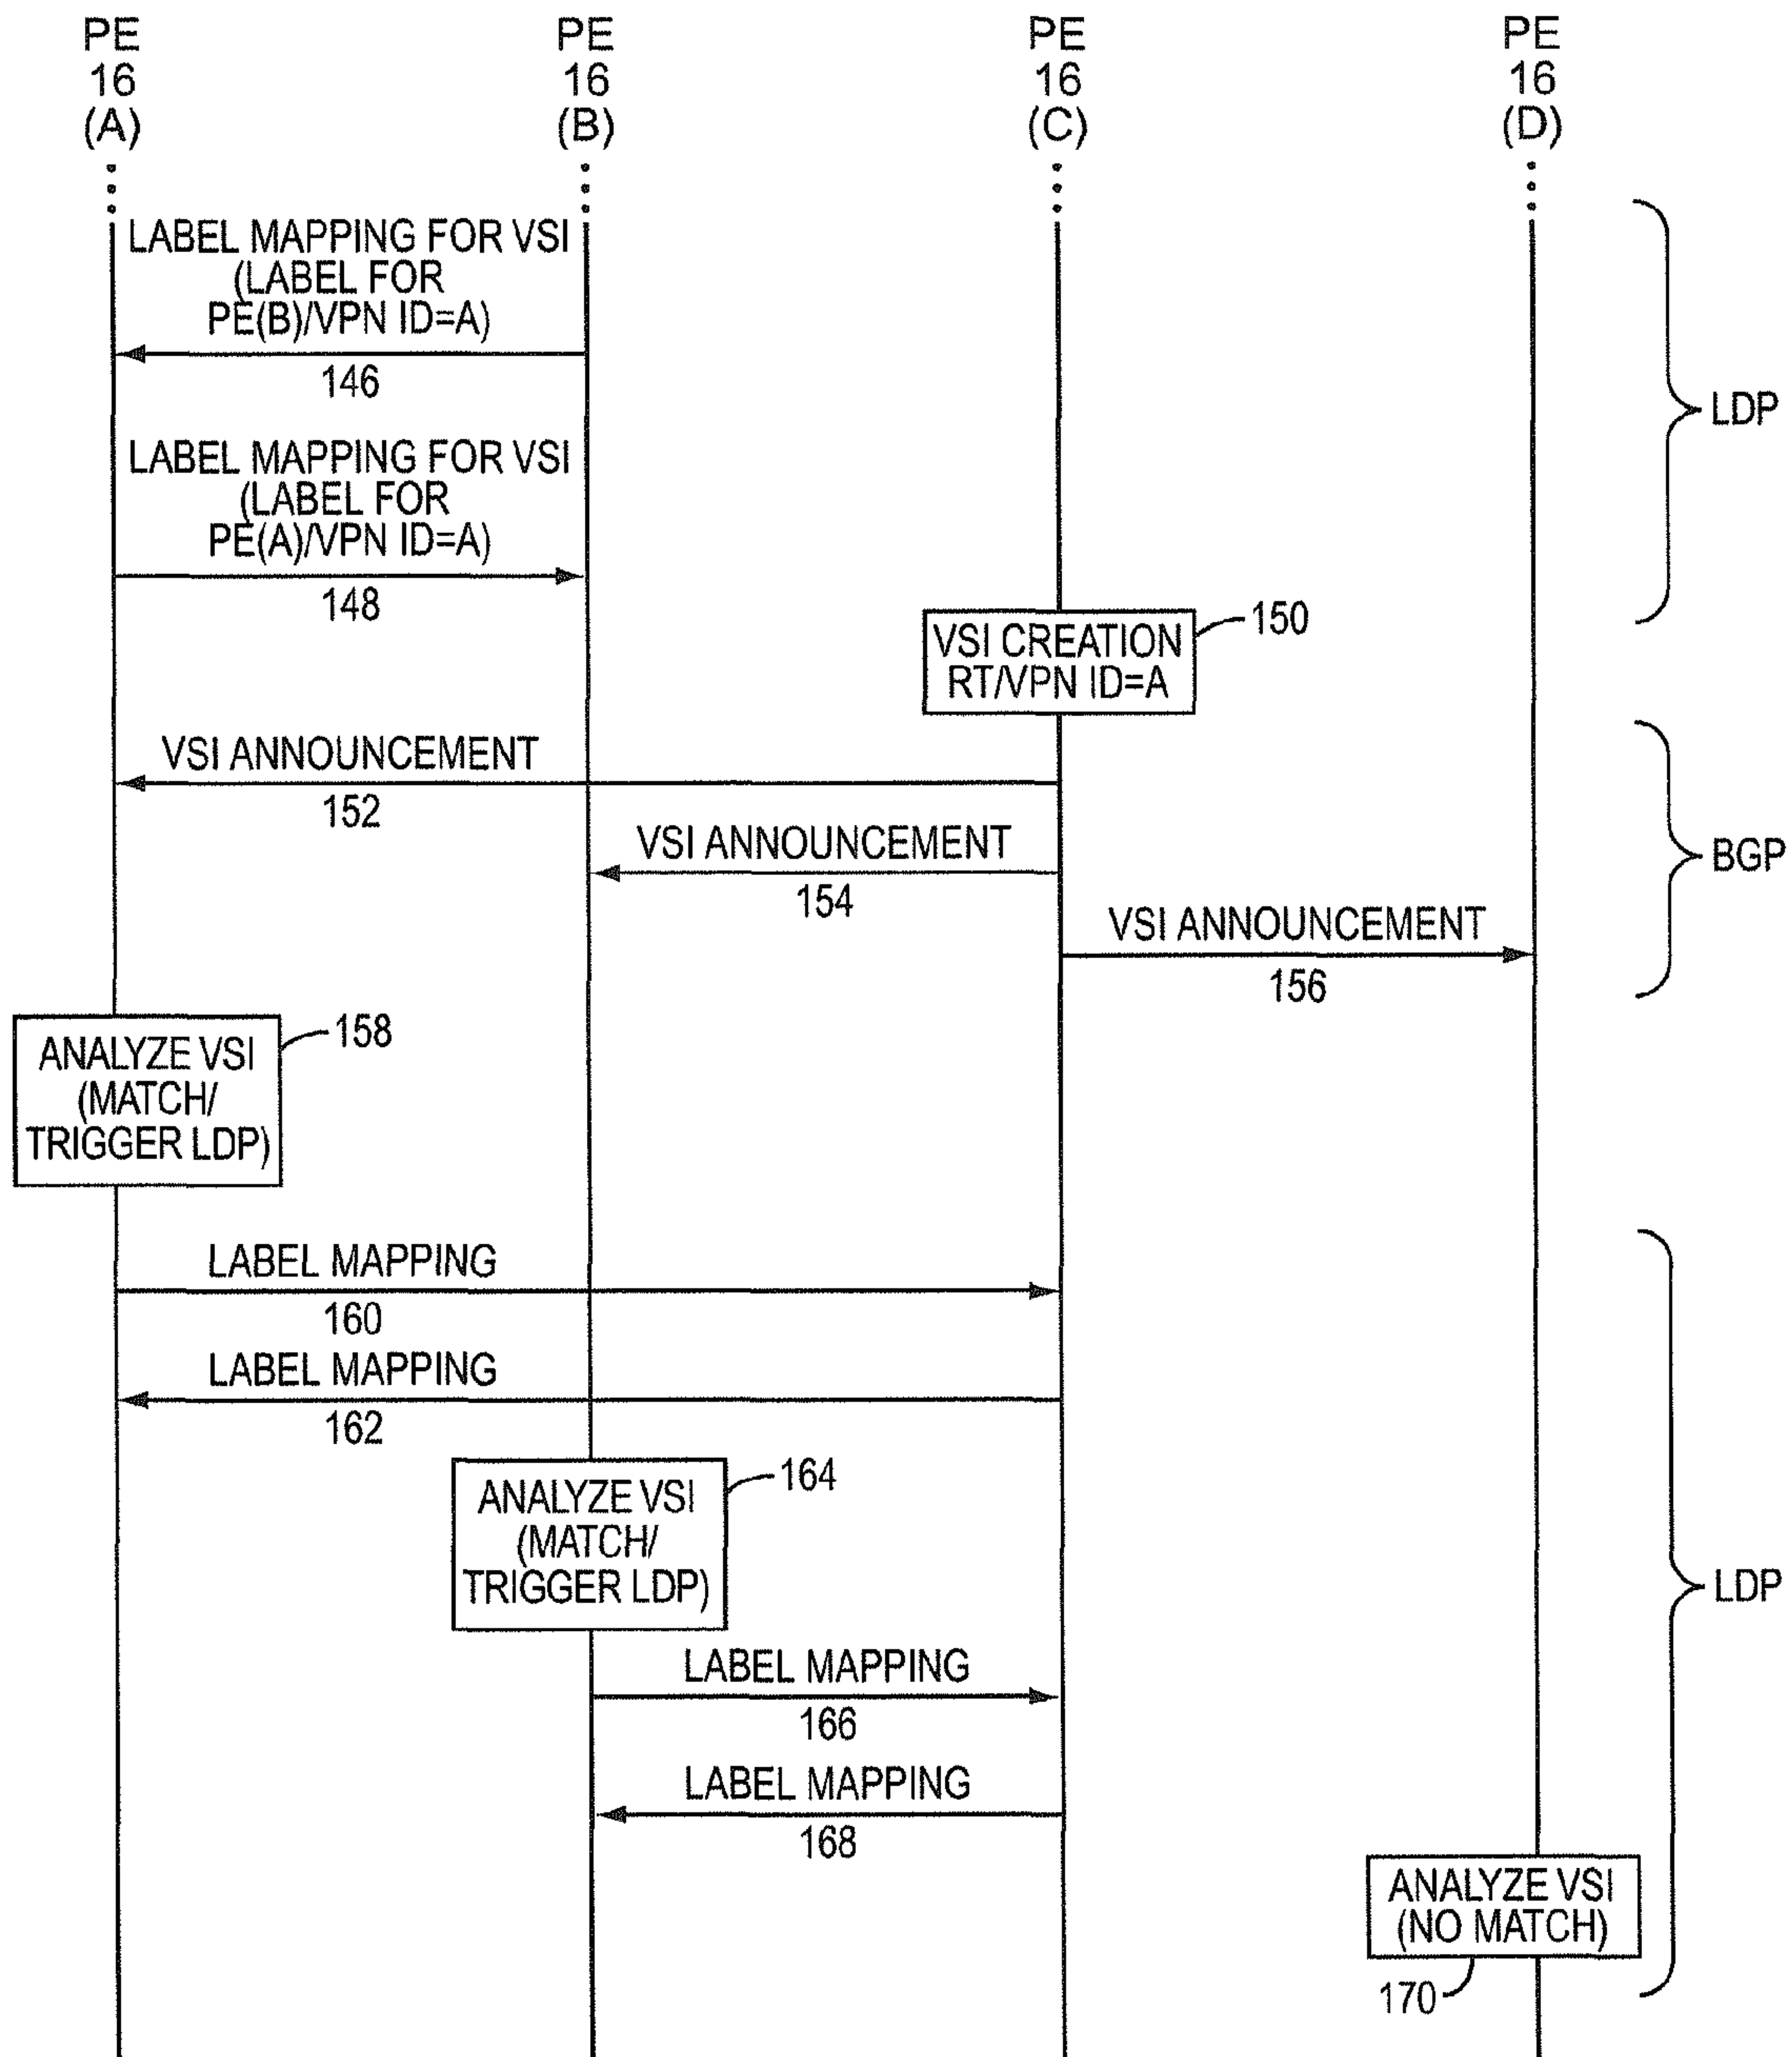 PE
16
(A)
PE
16
(B)
PE
16
(C)
PE
16
(D)
LABEL MAPPING FOR VSI
(LABEL FOR
PE(B)/VPN ID=A)
146
LABEL MAPPING FOR VSI
(LABEL FOR
PE(A)/VPN ID=A)
148
LDP
VSI CREATION
RT/VPN ID=A
150
VSI ANNOUNCEMENT
152
VSI ANNOUNCEMENT
154
VSI ANNOUNCEMENT
156
BGP
ANALYZE VSI
(MATCH/
TRIGGER LDP)
158
LABEL MAPPING
160
LABEL MAPPING
162
ANALYZE VSI
(MATCH/
TRIGGER LDP)
164
LABEL MAPPING
166
LABEL MAPPING
168
LDP
ANALYZE VSI
(NO MATCH)
170